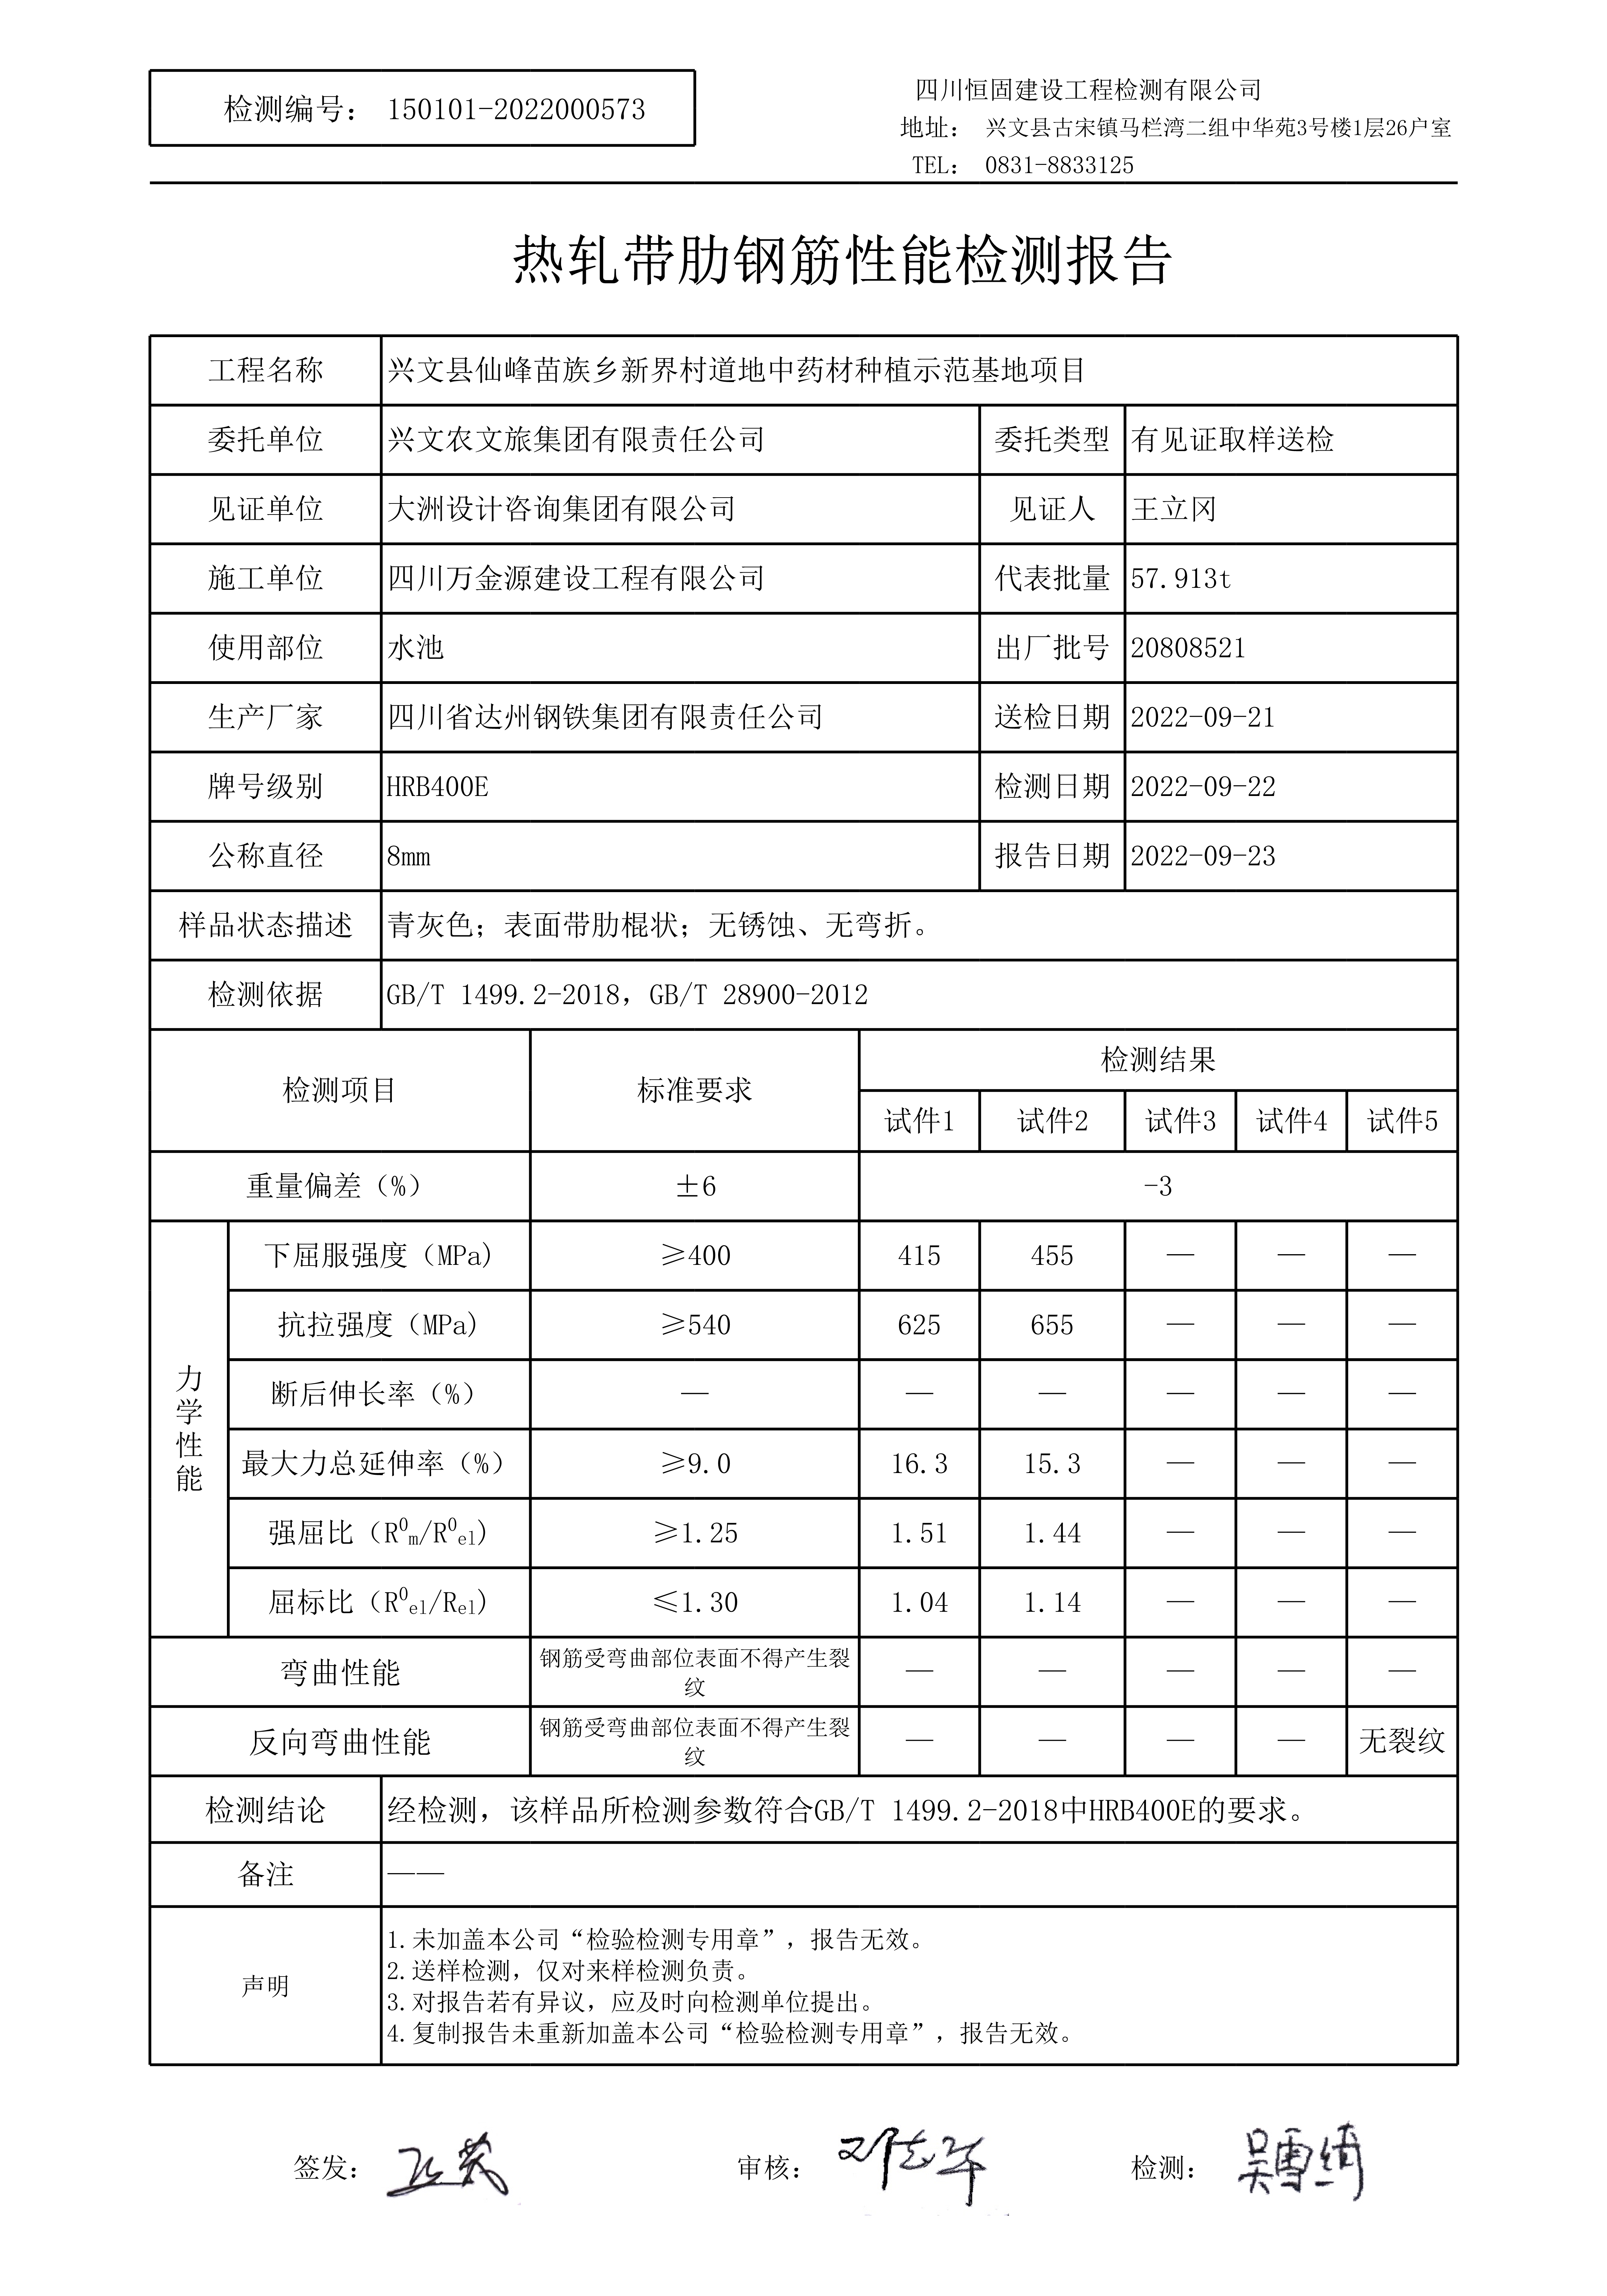 检测编号： 150101-2022000573
四川恒固建设工程检测有限公司
地址： 兴文县古宋镇马栏湾二组中华苑3号楼1层26户室
TEL： 0831-8833125
热轧带肋钢筋性能检测报告
工程名称 兴文县仙峰苗族乡新界村道地中药材种植示范基地项目
委托单位 兴文农文旅集团有限责任公司 委托类型 有见证取样送检
见证单位 大洲设计咨询集团有限公司 见证人 王立冈
施工单位 四川万金源建设工程有限公司 代表批量 57.913t
使用部位 水池 出厂批号 20808521
生产厂家 四川省达州钢铁集团有限责任公司 送检日期 2022-09-21
牌号级别 HRB400E 检测日期 2022-09-22
公称直径 8mm 报告日期 2022-09-23
样品状态描述 青灰色；表面带肋棍状；无锈蚀、无弯折。
检测依据 GB/T 1499.2-2018，GB/T 28900-2012
检测项目 标准要求 检测结果
试件1 试件2 试件3 试件4 试件5
重量偏差（%） ±6 -3
力学性能
下屈服强度（MPa） ≥400 415 455 — — —
抗拉强度（MPa） ≥540 625 655 — — —
断后伸长率（%） — — — — — —
最大力总延伸率（%） ≥9.0 16.3 15.3 — — —
强屈比（R⁰m/R⁰el） ≥1.25 1.51 1.44 — — —
屈标比（R⁰el/Rel） ≤1.30 1.04 1.14 — — —
弯曲性能 钢筋受弯曲部位表面不得产生裂纹 — — — — —
反向弯曲性能 钢筋受弯曲部位表面不得产生裂纹 — — — — 无裂纹
检测结论 经检测，该样品所检测参数符合GB/T 1499.2-2018中HRB400E的要求。
备注 ——
声明
1.未加盖本公司“检验检测专用章”，报告无效。
2.送样检测，仅对来样检测负责。
3.对报告若有异议，应及时向检测单位提出。
4.复制报告未重新加盖本公司“检验检测专用章”，报告无效。
签发： 审核： 检测： 吴雪绮